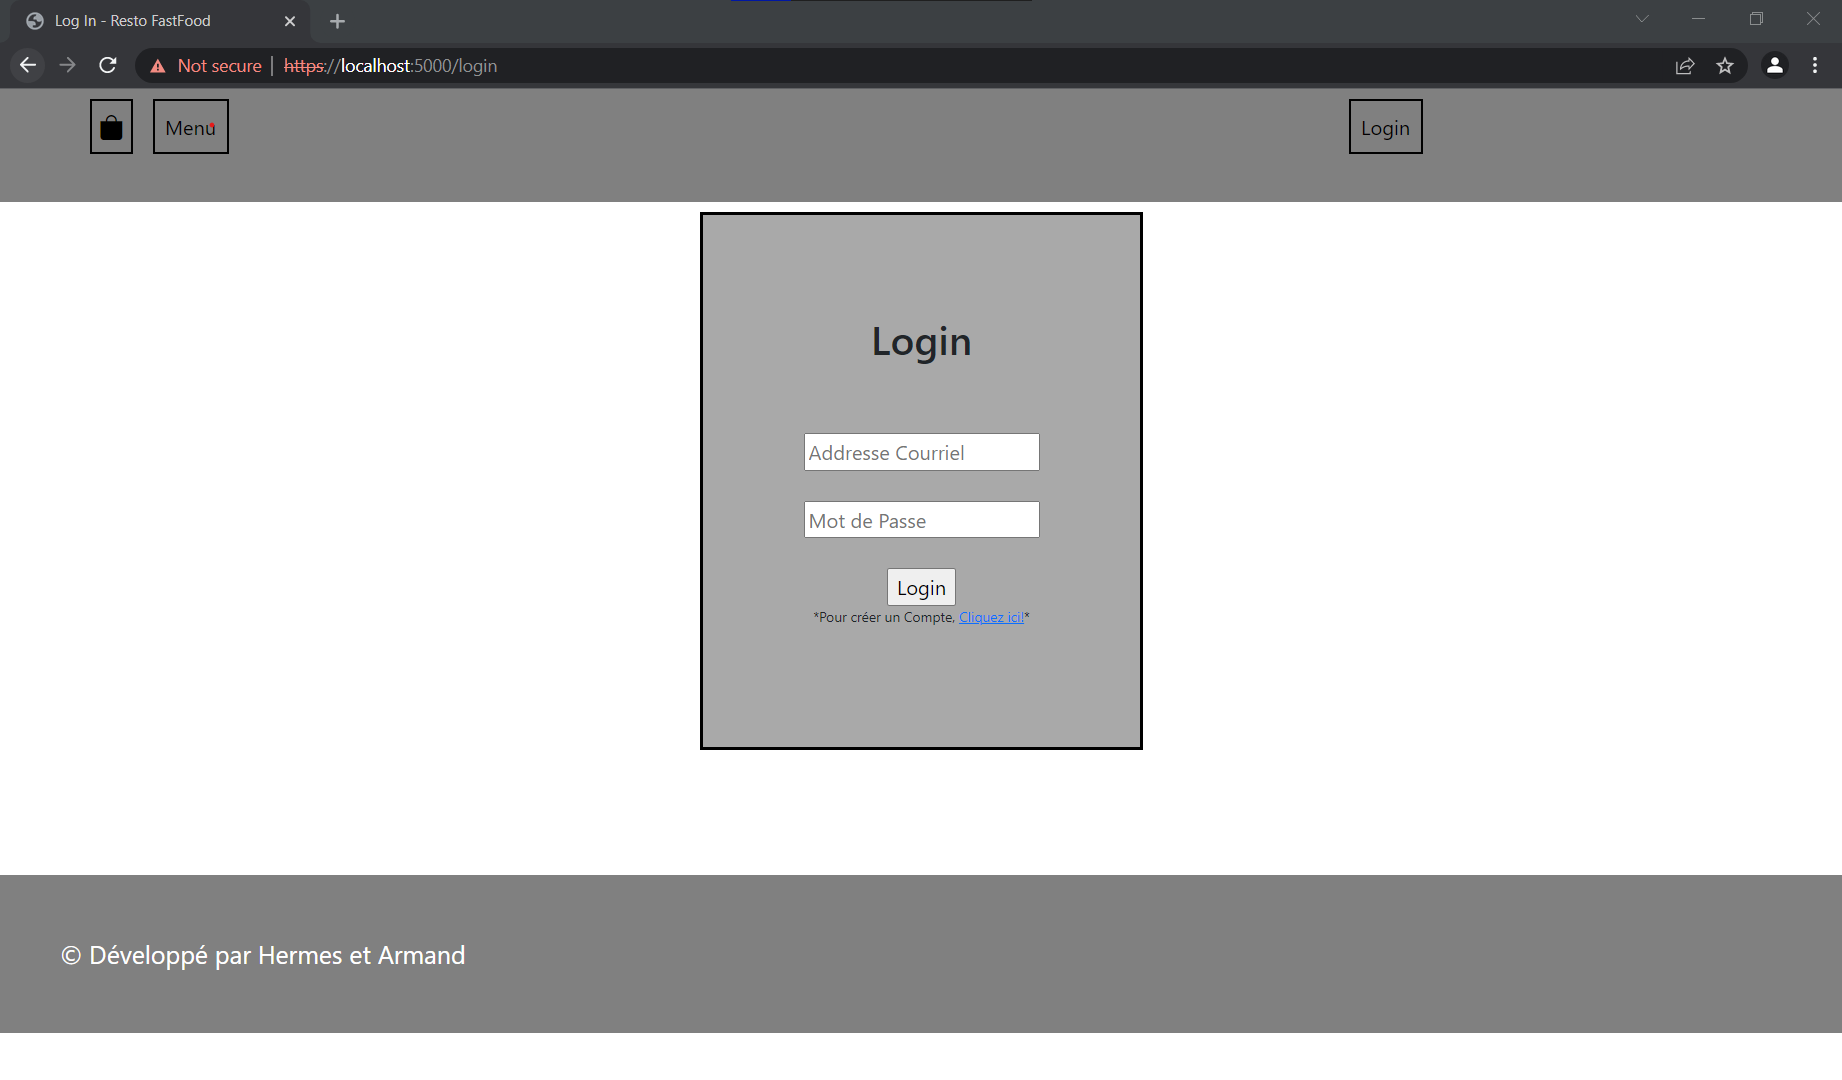 Log In - Resto FastFood
Not secure | https://localhost:5000/login
Menu
Login
Login
Addresse Courriel
Mot de Passe
Login
*Pour créer un Compte, Cliquez ici!*
© Développé par Hermes et Armand